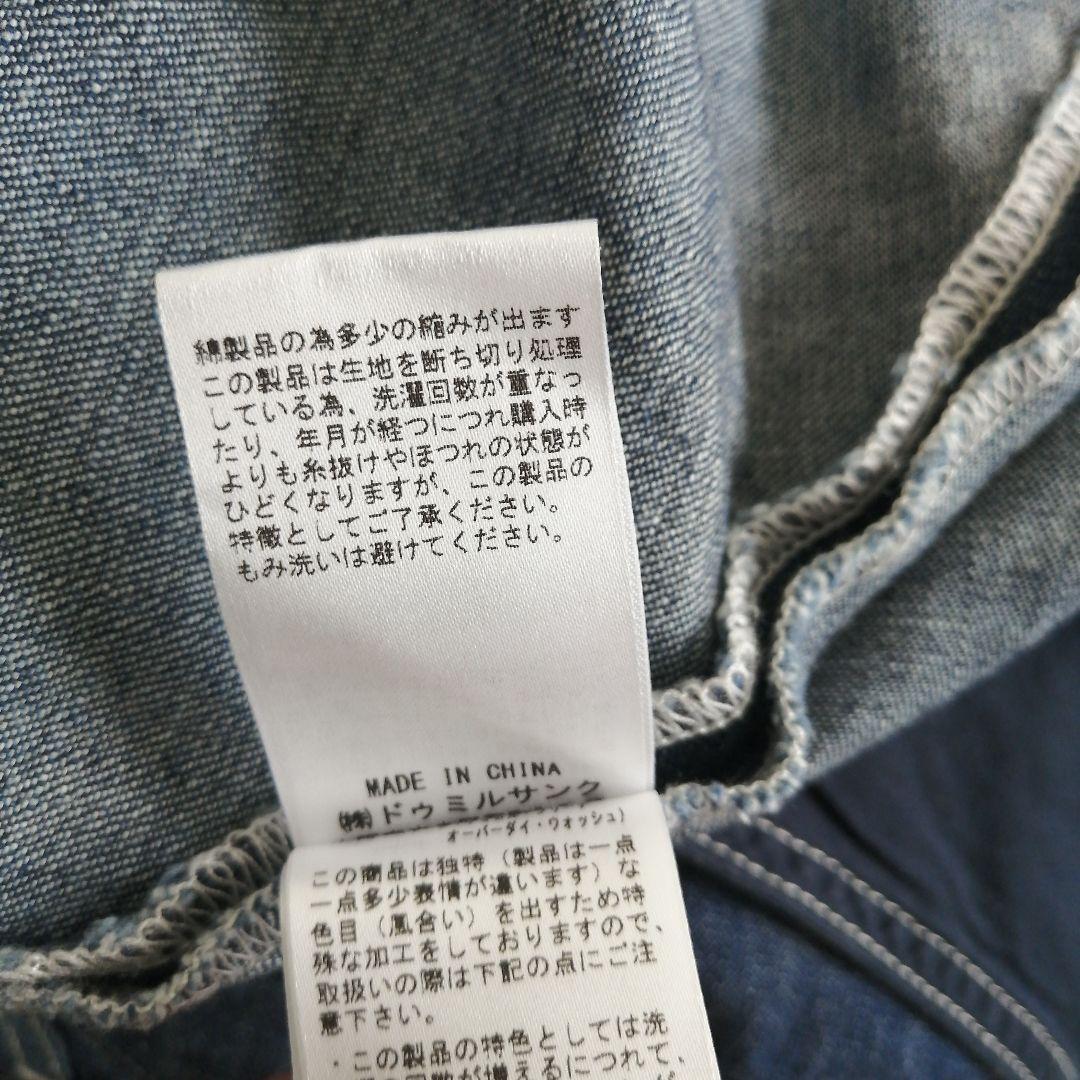 綿製品の為多少の縮みが出ます
この製品は生地を断ち切り処理
している為、洗濯回数が重なっ
たり、年月が経つにつれ購入時
よりも糸抜けやほつれの状態が
ひどくなりますが、この製品の
特徴としてご了承ください。
もみ洗いは避けてください。
MADE IN CHINA
㈱ドゥミルサンク
オーバーダイ・ウォッシュ)
この商品は独特（製品は一点
一点多少表情が違います）な
色目（風合い）を出すため特
殊な加工をしておりますので、
取扱いの際は下記の点にご注
意下さい。
・この製品の特色としては洗
回数が増えるにつれて、